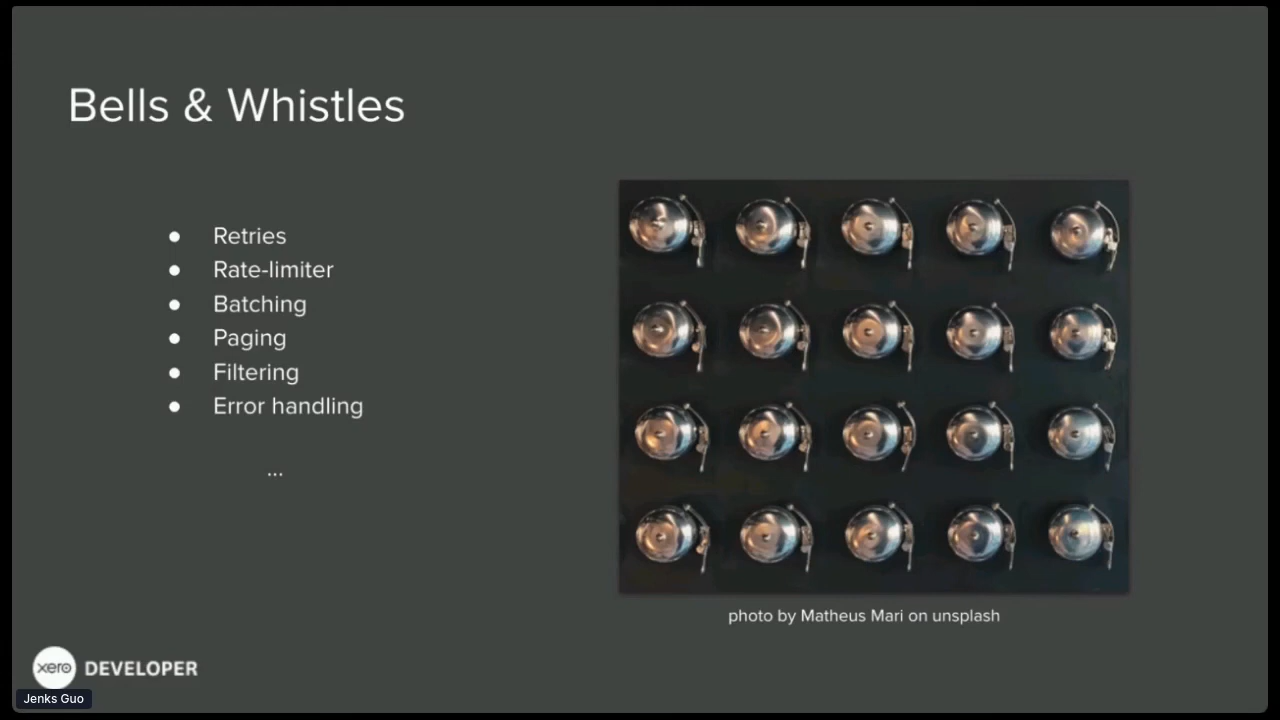 Bells & Whistles
● Retries
● Rate-limiter
● Batching
● Paging
● Filtering
● Error handling
...
photo by Matheus Mari on unsplash
xero DEVELOPER
Jenks Guo